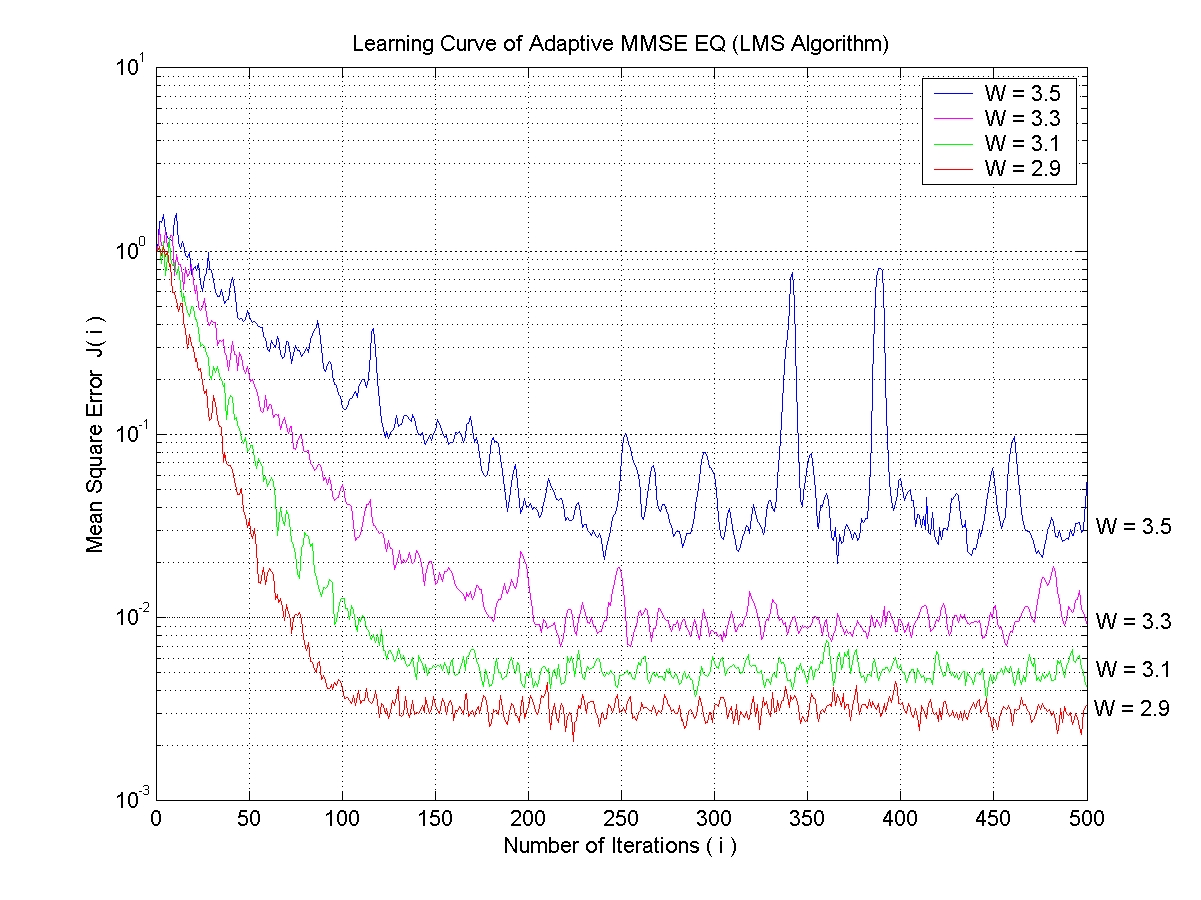 Learning Curve of Adaptive MMSE EQ (LMS Algorithm)
10^1
10^0
10^-1
10^-2
10^-3
Mean Square Error J( i )
W = 3.5
W = 3.3
W = 3.1
W = 2.9
W = 3.5
W = 3.3
W = 3.1
W = 2.9
0 50 100 150 200 250 300 350 400 450 500
Number of Iterations ( i )